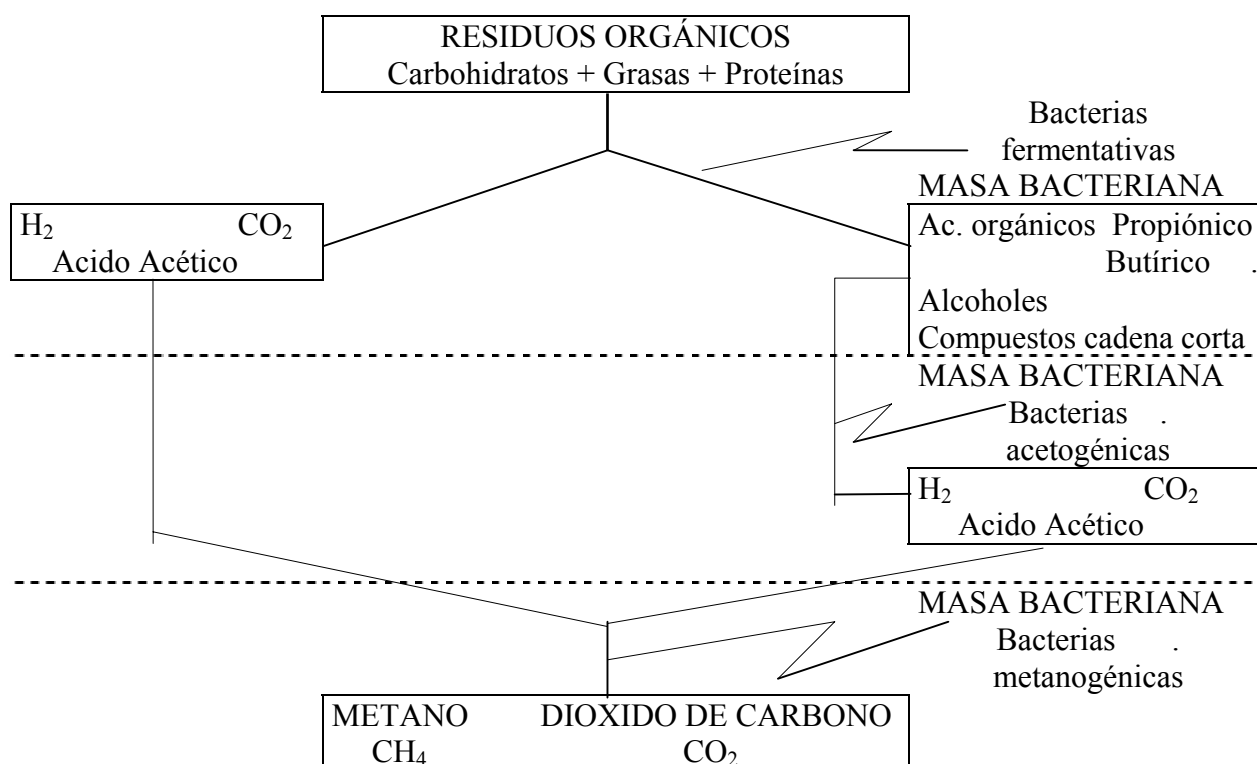 RESIDUOS ORGÁNICOS
Carbohidratos + Grasas + Proteínas
Bacterias
fermentativas
MASA BACTERIANA
H₂ CO₂
Acido Acético
Ac. orgánicos Propiónico
Butírico .
Alcoholes
Compuestos cadena corta
MASA BACTERIANA
Bacterias .
acetogénicas
H₂ CO₂
Acido Acético
MASA BACTERIANA
Bacterias .
metanogénicas
METANO DIOXIDO DE CARBONO
CH₄ CO₂